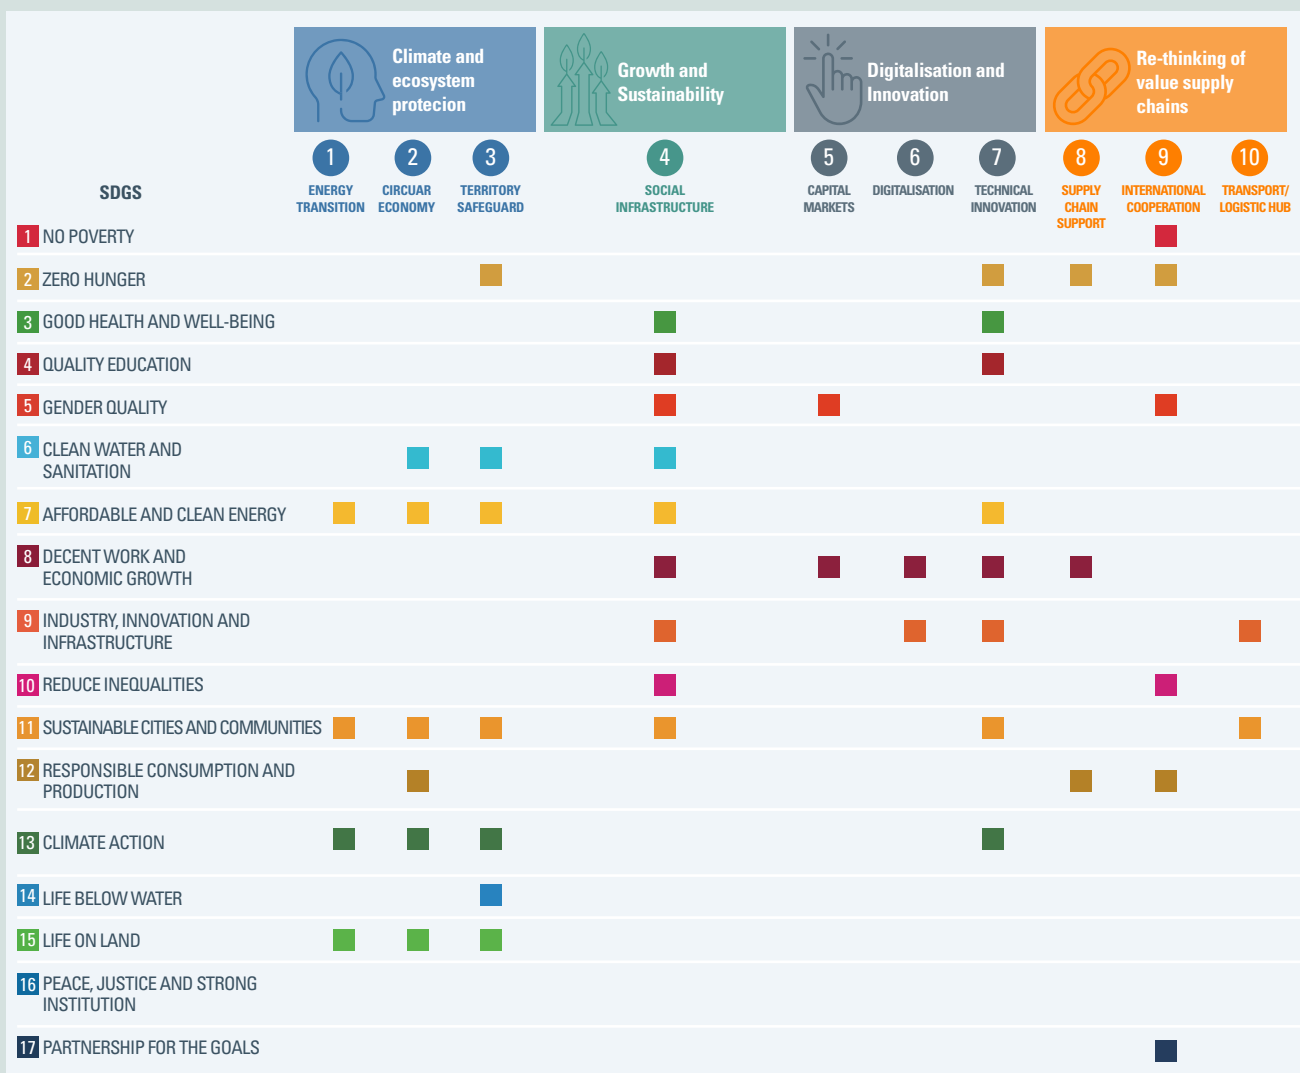 Climate and
ecosystem
protecion
Growth and
Sustainability
Digitalisation and
Innovation
Re-thinking of
value supply
chains
1
2
3
4
5
6
7
8
9
10
SDGS
ENERGY
TRANSITION
CIRCUAR
ECONOMY
TERRITORY
SAFEGUARD
SOCIAL
INFRASTRUCTURE
CAPITAL
MARKETS
DIGITALISATION
TECHNICAL
INNOVATION
SUPPLY
CHAIN
SUPPORT
INTERNATIONAL
COOPERATION
TRANSPORT/
LOGISTIC HUB
1 NO POVERTY
2 ZERO HUNGER
3 GOOD HEALTH AND WELL-BEING
4 QUALITY EDUCATION
5 GENDER QUALITY
6 CLEAN WATER AND
SANITATION
7 AFFORDABLE AND CLEAN ENERGY
8 DECENT WORK AND
ECONOMIC GROWTH
9 INDUSTRY, INNOVATION AND
INFRASTRUCTURE
10 REDUCE INEQUALITIES
11 SUSTAINABLE CITIES AND COMMUNITIES
12 RESPONSIBLE CONSUMPTION AND
PRODUCTION
13 CLIMATE ACTION
14 LIFE BELOW WATER
15 LIFE ON LAND
16 PEACE, JUSTICE AND STRONG
INSTITUTION
17 PARTNERSHIP FOR THE GOALS